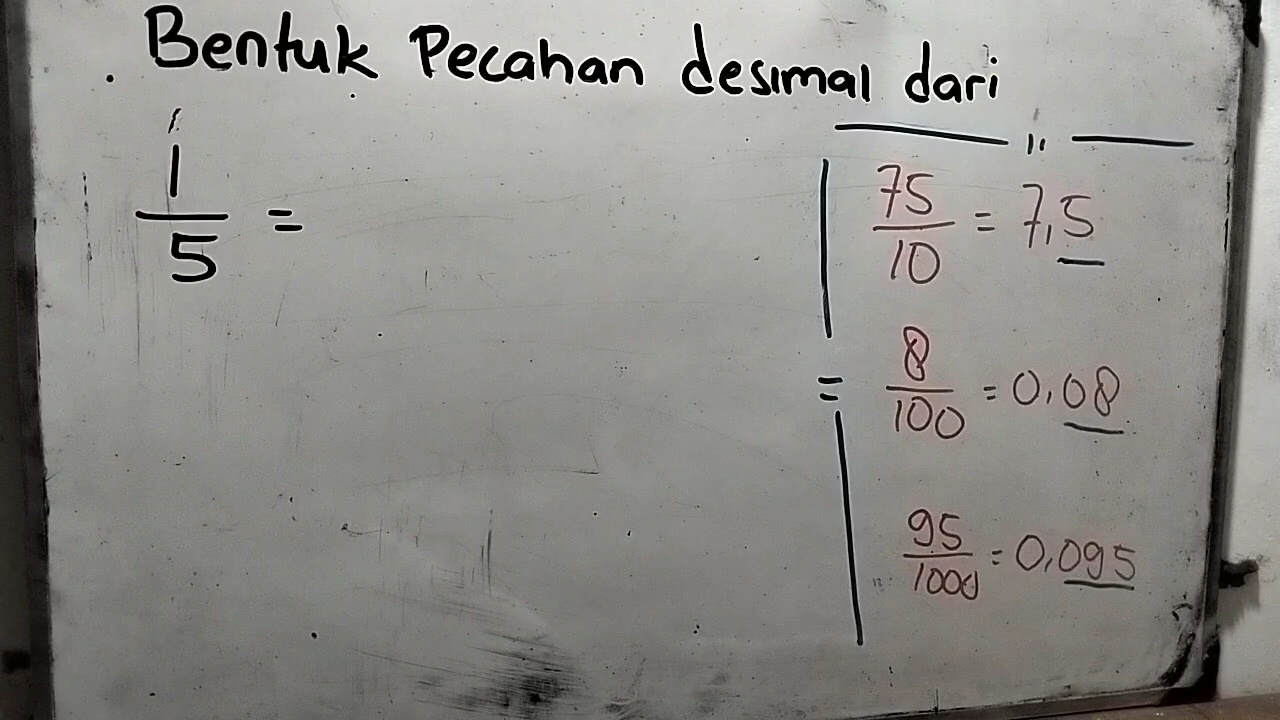 Bentuk Pecahan desimal dari
1/5 =
75/10 = 7,5
= 8/100 = 0,08
95/1000 = 0,095